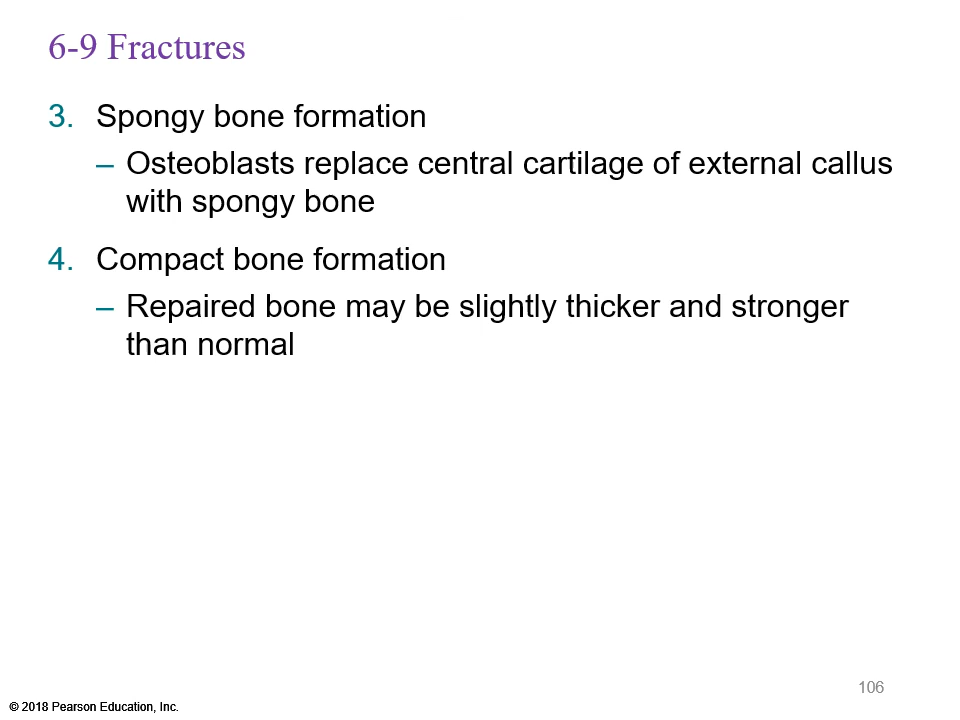 6-9 Fractures
3. Spongy bone formation
– Osteoblasts replace central cartilage of external callus
with spongy bone
4. Compact bone formation
– Repaired bone may be slightly thicker and stronger
than normal
106
© 2018 Pearson Education, Inc.